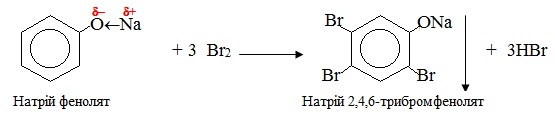 δ– δ+
O←Na
+ 3 Br2
Br
ONa
Br
Br
+ 3HBr
Натрій фенолят
Натрій 2,4,6-трибромфенолят